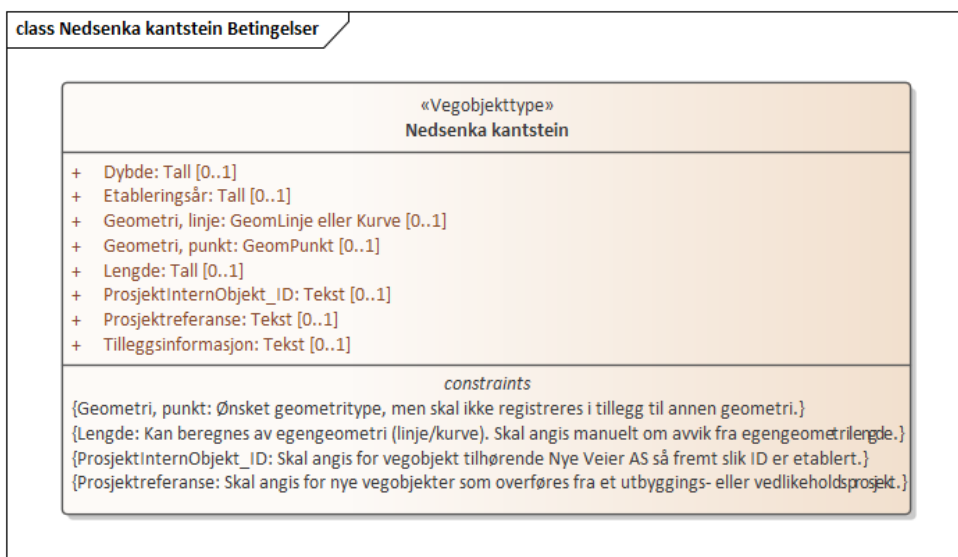 class Nedsenka kantstein Betingelser
«Vegobjekttype»
Nedsenka kantstein
+ Dybde: Tall [0..1]
+ Etableringsår: Tall [0..1]
+ Geometri, linje: GeomLinje eller Kurve [0..1]
+ Geometri, punkt: GeomPunkt [0..1]
+ Lengde: Tall [0..1]
+ ProsjektInternObjekt_ID: Tekst [0..1]
+ Prosjektreferanse: Tekst [0..1]
+ Tilleggsinformasjon: Tekst [0..1]
constraints
{Geometri, punkt: Ønsket geometritype, men skal ikke registreres i tillegg til annen geometri.}
{Lengde: Kan beregnes av egengeometri (linje/kurve). Skal angis manuelt om avvik fra egengeometrilengde.}
{ProsjektInternObjekt_ID: Skal angis for vegobjekt tilhørende Nye Veier AS så fremt slik ID er etablert.}
{Prosjektreferanse: Skal angis for nye vegobjekter som overføres fra et utbyggings- eller vedlikeholdsprosjekt.}